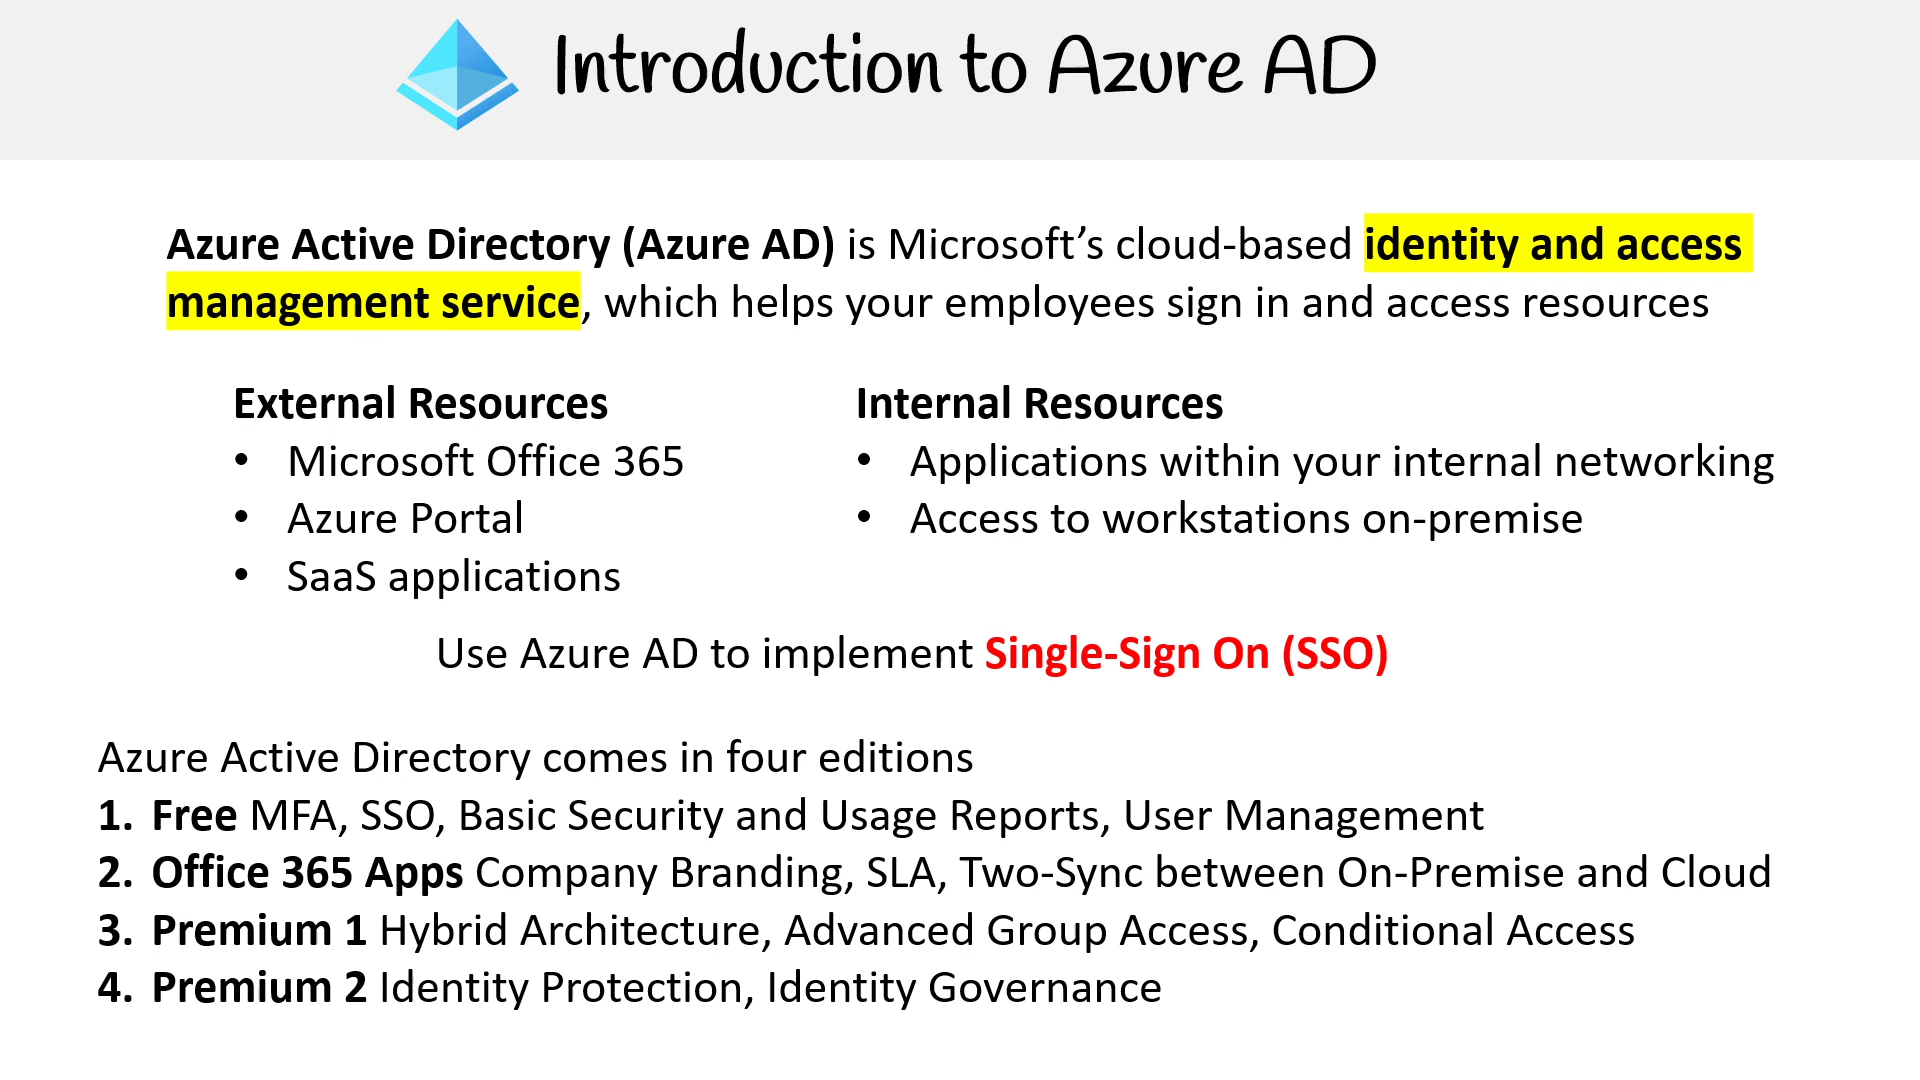 Introduction to Azure AD
Azure Active Directory (Azure AD) is Microsoft’s cloud-based identity and access
management service, which helps your employees sign in and access resources
External Resources
• Microsoft Office 365
• Azure Portal
• SaaS applications
Internal Resources
• Applications within your internal networking
• Access to workstations on-premise
Use Azure AD to implement Single-Sign On (SSO)
Azure Active Directory comes in four editions
1. Free MFA, SSO, Basic Security and Usage Reports, User Management
2. Office 365 Apps Company Branding, SLA, Two-Sync between On-Premise and Cloud
3. Premium 1 Hybrid Architecture, Advanced Group Access, Conditional Access
4. Premium 2 Identity Protection, Identity Governance